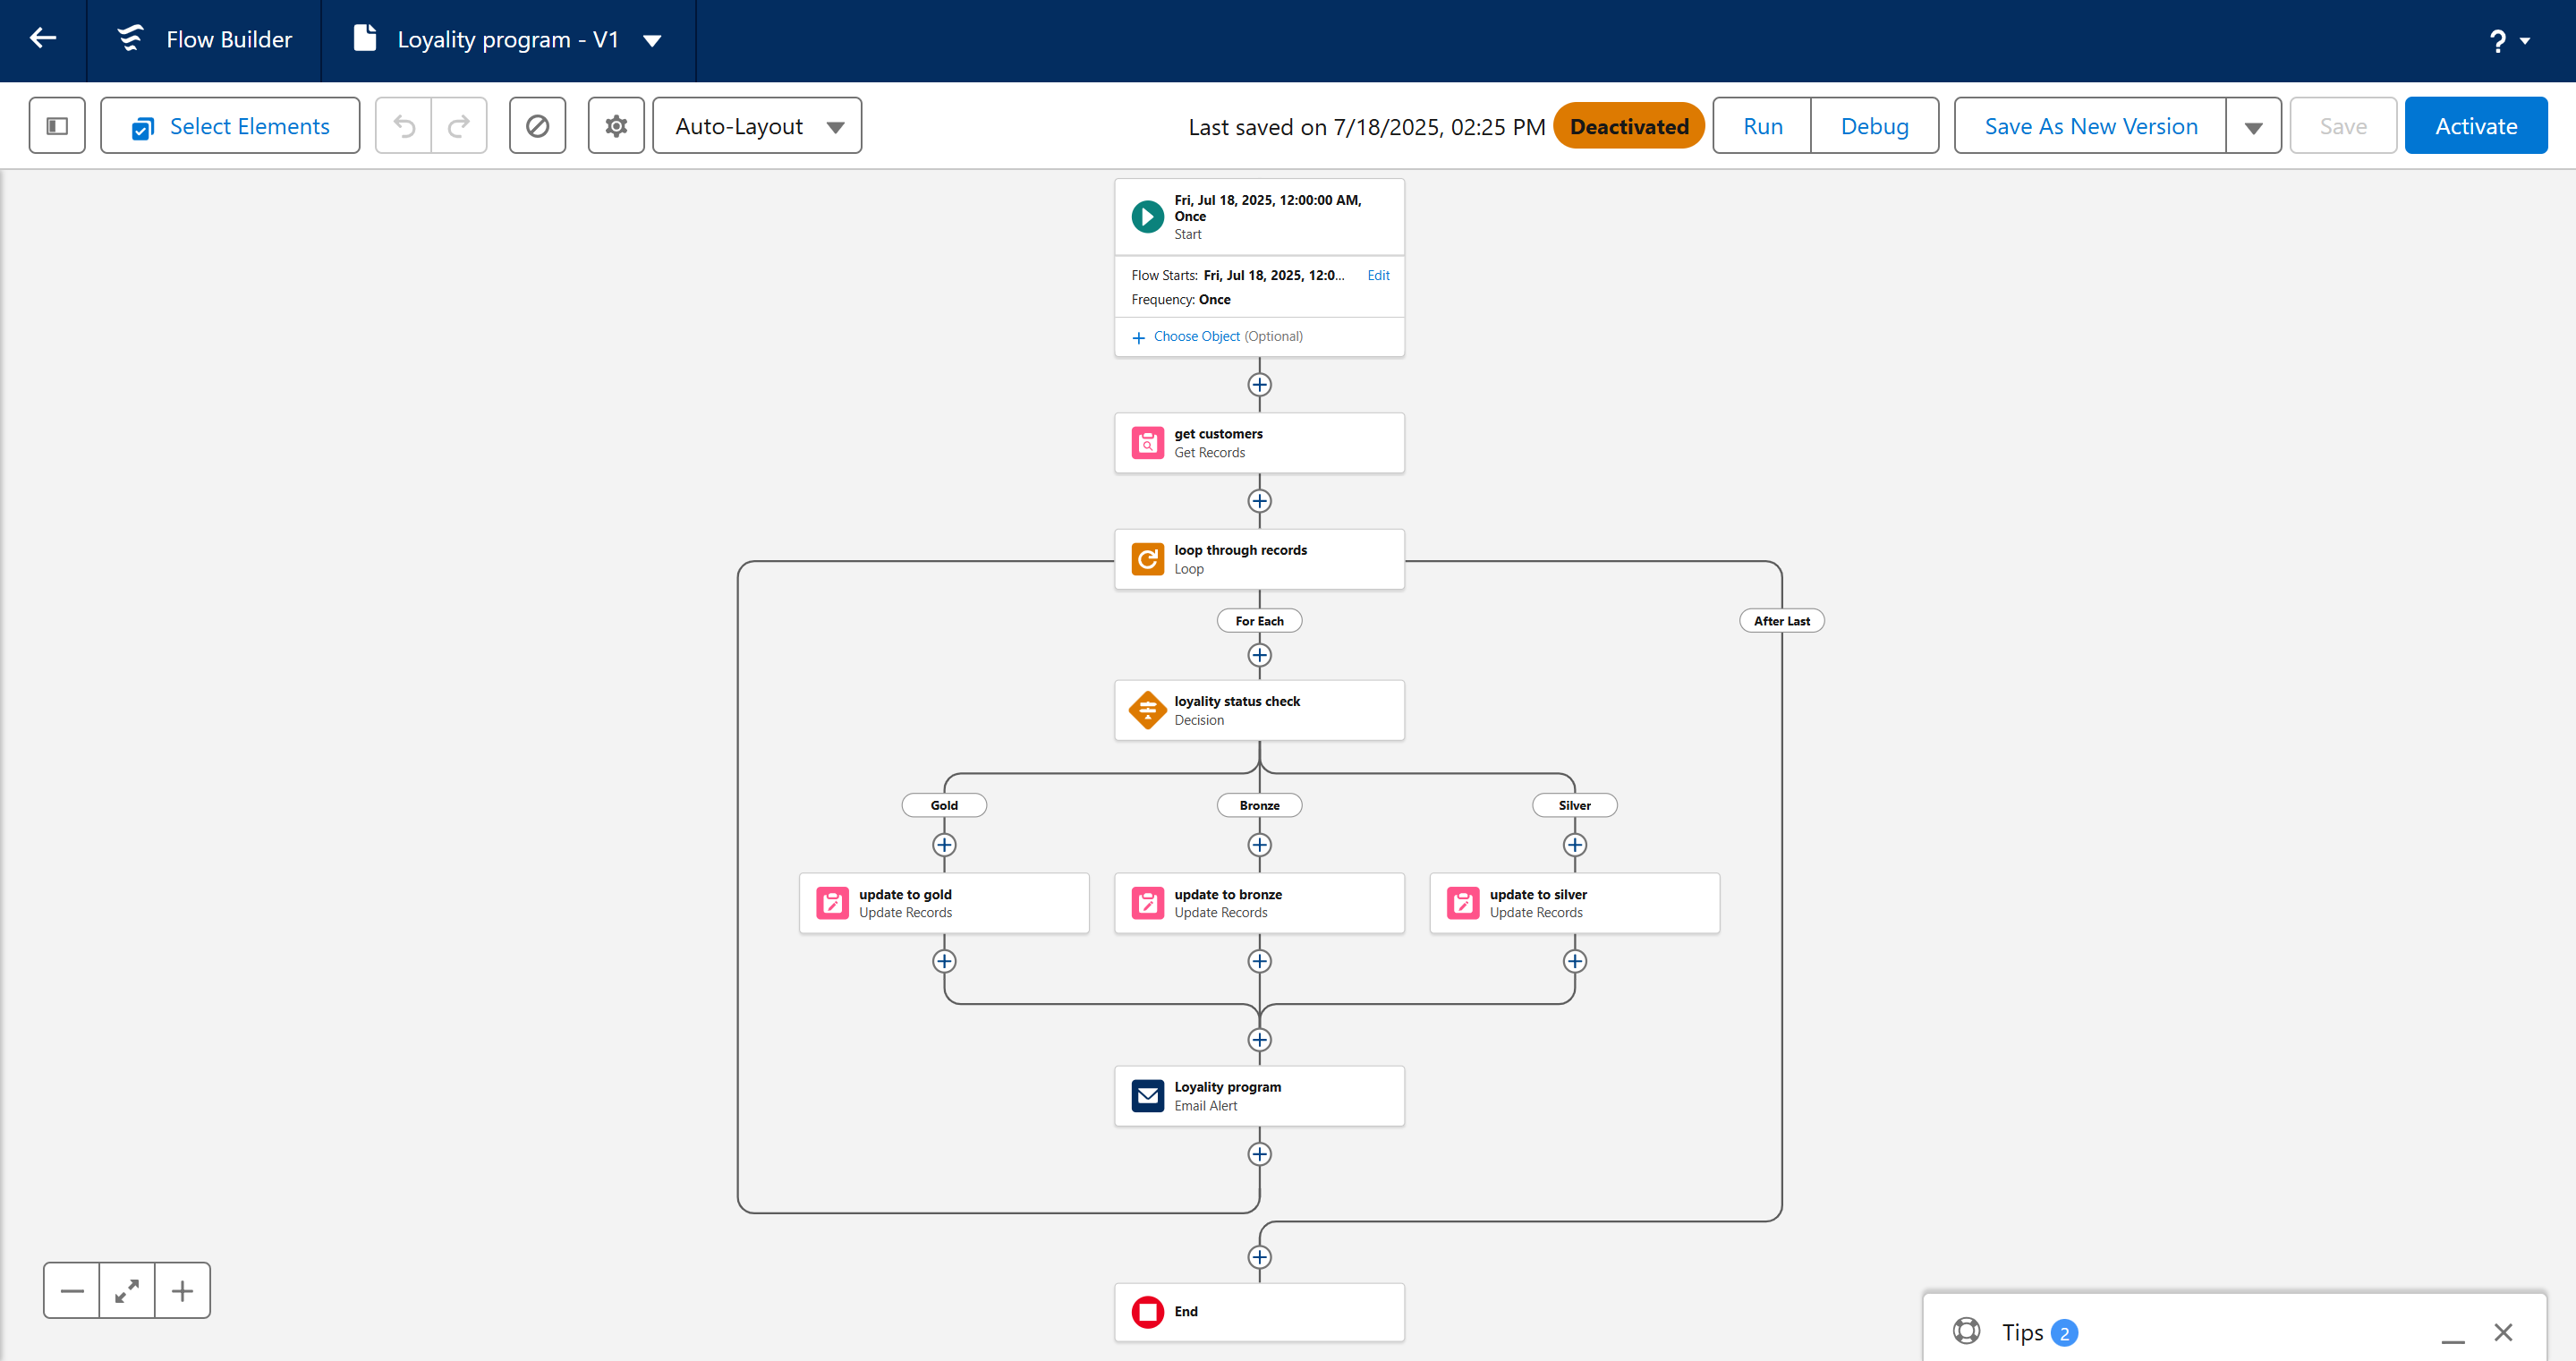 Flow Builder
Loyality program - V1
?
Select Elements
Auto-Layout
Last saved on 7/18/2025, 02:25 PM
Deactivated
Run
Debug
Save As New Version
Save
Activate
Fri, Jul 18, 2025, 12:00:00 AM,
Once
Start
Flow Starts: Fri, Jul 18, 2025, 12:0... Edit
Frequency: Once
+ Choose Object (Optional)
get customers
Get Records
loop through records
Loop
For Each
After Last
loyality status check
Decision
Gold
Bronze
Silver
update to gold
Update Records
update to bronze
Update Records
update to silver
Update Records
Loyality program
Email Alert
End
Tips 2